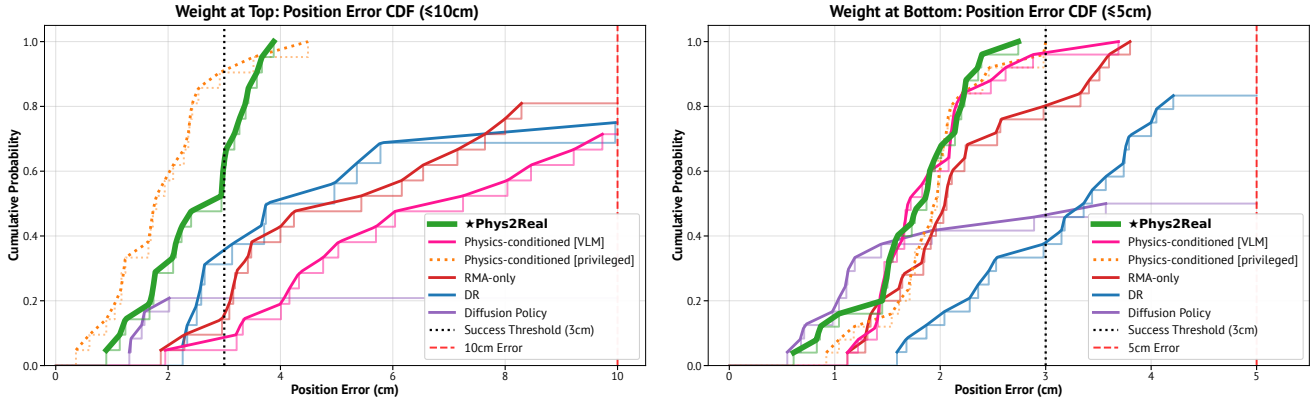 Weight at Top: Position Error CDF (≤10cm)
Cumulative Probability
1.0
0.8
0.6
0.4
0.2
0.0
0
2
4
6
8
10
Position Error (cm)
★Phys2Real
Physics-conditioned [VLM]
Physics-conditioned [privileged]
RMA-only
DR
Diffusion Policy
Success Threshold (3cm)
10cm Error
Weight at Bottom: Position Error CDF (≤5cm)
Cumulative Probability
1.0
0.8
0.6
0.4
0.2
0.0
0
1
2
3
4
5
Position Error (cm)
★Phys2Real
Physics-conditioned [VLM]
Physics-conditioned [privileged]
RMA-only
DR
Diffusion Policy
Success Threshold (3cm)
5cm Error